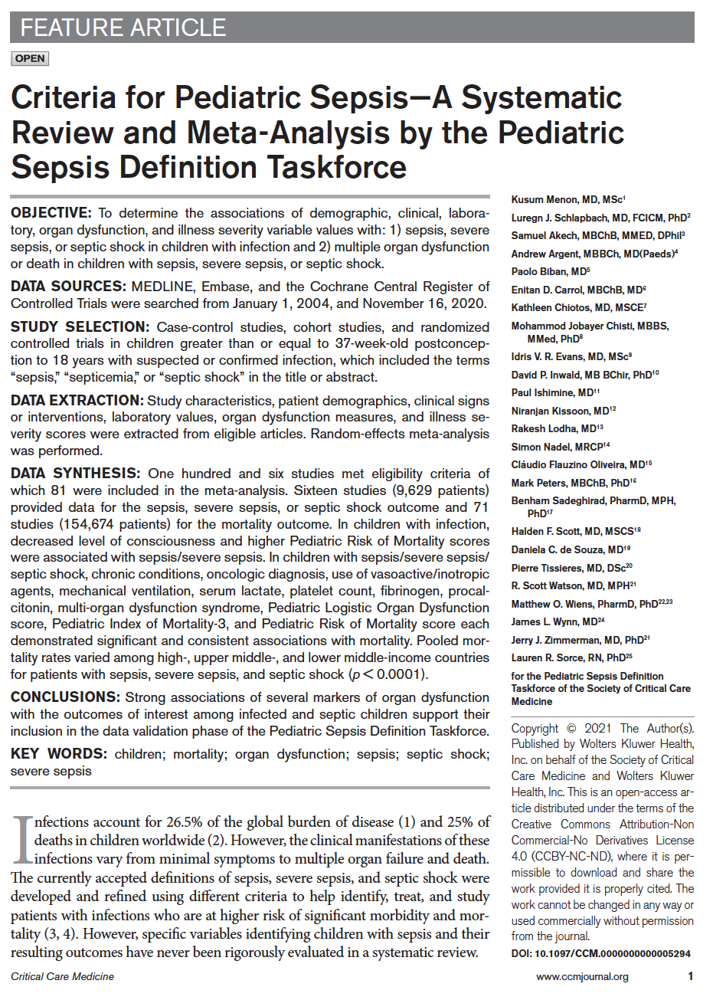 FEATURE ARTICLE
OPEN
Criteria for Pediatric Sepsis—A Systematic
Review and Meta-Analysis by the Pediatric
Sepsis Definition Taskforce
OBJECTIVE: To determine the associations of demographic, clinical, labora-
tory, organ dysfunction, and illness severity variable values with: 1) sepsis, severe
sepsis, or septic shock in children with infection and 2) multiple organ dysfunction
or death in children with sepsis, severe sepsis, or septic shock.
DATA SOURCES: MEDLINE, Embase, and the Cochrane Central Register of
Controlled Trials were searched from January 1, 2004, and November 16, 2020.
STUDY SELECTION: Case-control studies, cohort studies, and randomized
controlled trials in children greater than or equal to 37-week-old postconcep-
tion to 18 years with suspected or confirmed infection, which included the terms
“sepsis,” “septicemia,” or “septic shock” in the title or abstract.
DATA EXTRACTION: Study characteristics, patient demographics, clinical signs
or interventions, laboratory values, organ dysfunction measures, and illness se-
verity scores were extracted from eligible articles. Random-effects meta-analysis
was performed.
DATA SYNTHESIS: One hundred and six studies met eligibility criteria of
which 81 were included in the meta-analysis. Sixteen studies (9,629 patients)
provided data for the sepsis, severe sepsis, or septic shock outcome and 71
studies (154,674 patients) for the mortality outcome. In children with infection,
decreased level of consciousness and higher Pediatric Risk of Mortality scores
were associated with sepsis/severe sepsis. In children with sepsis/severe sepsis/
septic shock, chronic conditions, oncologic diagnosis, use of vasoactive/inotropic
agents, mechanical ventilation, serum lactate, platelet count, fibrinogen, procal-
citonin, multi-organ dysfunction syndrome, Pediatric Logistic Organ Dysfunction
score, Pediatric Index of Mortality-3, and Pediatric Risk of Mortality score each
demonstrated significant and consistent associations with mortality. Pooled mor-
tality rates varied among high-, upper middle-, and lower middle-income countries
for patients with sepsis, severe sepsis, and septic shock (p < 0.0001).
CONCLUSIONS: Strong associations of several markers of organ dysfunction
with the outcomes of interest among infected and septic children support their
inclusion in the data validation phase of the Pediatric Sepsis Definition Taskforce.
KEY WORDS: children; mortality; organ dysfunction; sepsis; septic shock;
severe sepsis
Infections account for 26.5% of the global burden of disease (1) and 25% of
deaths in children worldwide (2). However, the clinical manifestations of these
infections vary from minimal symptoms to multiple organ failure and death.
The currently accepted definitions of sepsis, severe sepsis, and septic shock were
developed and refined using different criteria to help identify, treat, and study
patients with infections who are at higher risk of significant morbidity and mor-
tality (3, 4). However, specific variables identifying children with sepsis and their
resulting outcomes have never been rigorously evaluated in a systematic review.
Kusum Menon, MD, MSc¹
Luregn J. Schlapbach, MD, FCICM, PhD²
Samuel Akech, MBChB, MMED, DPhil³
Andrew Argent, MBBCh, MD(Paeds)⁴
Paolo Biban, MD⁵
Enitan D. Carrol, MBChB, MD⁶
Kathleen Chiotos, MD, MSCE⁷
Mohammod Jobayer Chisti, MBBS,
MMed, PhD⁸
Idris V. R. Evans, MD, MSc⁹
David P. Inwald, MB BChir, PhD¹⁰
Paul Ishimine, MD¹¹
Niranjan Kissoon, MD¹²
Rakesh Lodha, MD¹³
Simon Nadel, MRCP¹⁴
Cláudio Flauzino Oliveira, MD¹⁵
Mark Peters, MBChB, PhD¹⁶
Benham Sadeghirad, PharmD, MPH,
PhD¹⁷
Halden F. Scott, MD, MSCS¹⁸
Daniela C. de Souza, MD¹⁹
Pierre Tissieres, MD, DSc²⁰
R. Scott Watson, MD, MPH²¹
Matthew O. Wiens, PharmD, PhD²²,²³
James L. Wynn, MD²⁴
Jerry J. Zimmerman, MD, PhD²¹
Lauren R. Sorce, RN, PhD²⁵
for the Pediatric Sepsis Definition
Taskforce of the Society of Critical Care
Medicine
Copyright © 2021 The Author(s).
Published by Wolters Kluwer Health,
Inc. on behalf of the Society of Critical
Care Medicine and Wolters Kluwer
Health, Inc. This is an open-access ar-
ticle distributed under the terms of the
Creative Commons Attribution-Non
Commercial-No Derivatives License
4.0 (CCBY-NC-ND), where it is per-
missible to download and share the
work provided it is properly cited. The
work cannot be changed in any way or
used commercially without permission
from the journal.
DOI: 10.1097/CCM.0000000000005294
Critical Care Medicine
www.ccmjournal.org
1